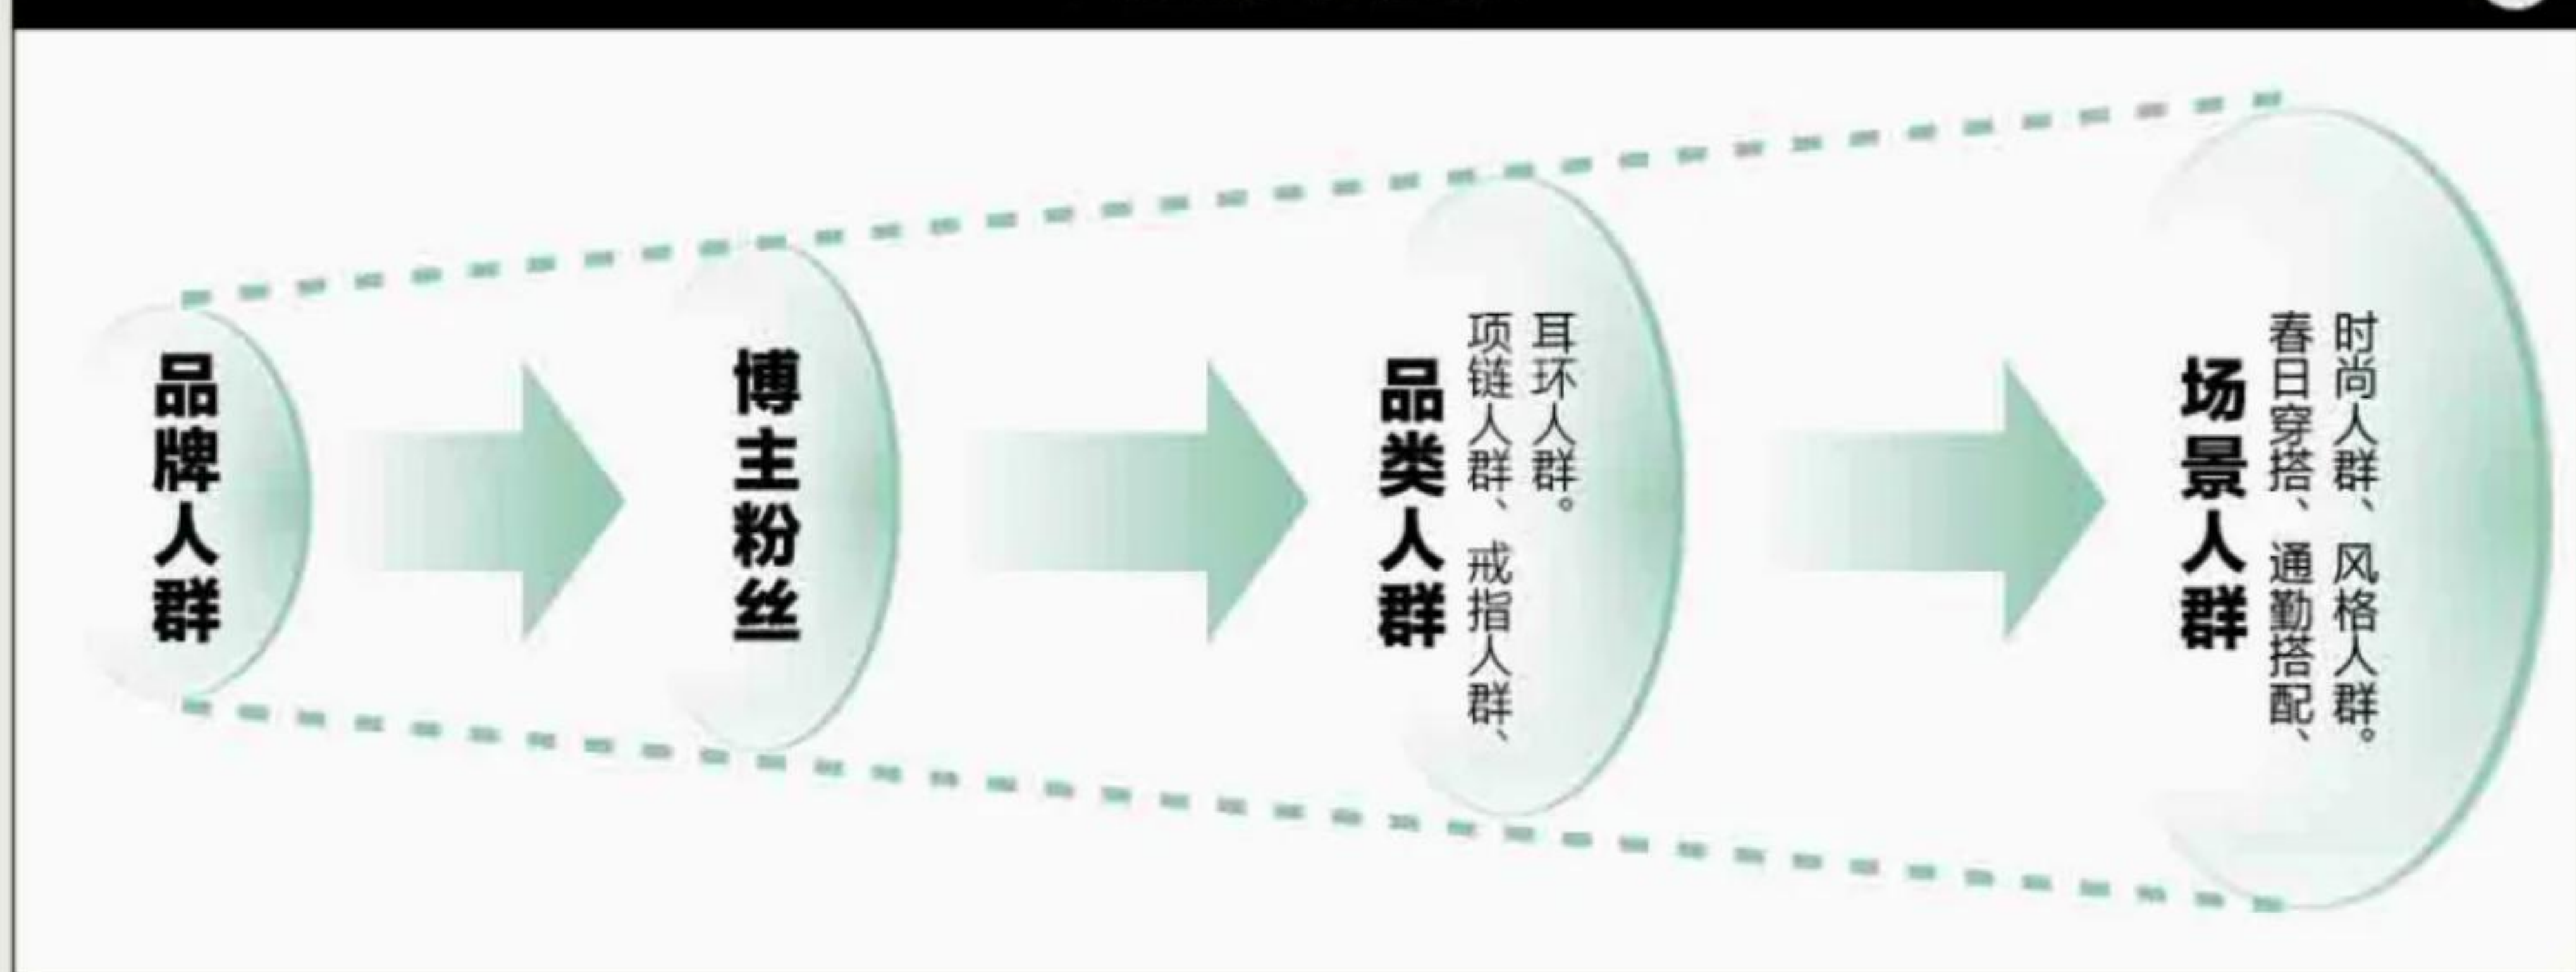 品牌人群
博主粉丝
品类人群
项链人群、戒指人群、
耳环人群。
场景人群
春日穿搭、通勤搭配、
时尚人群、风格人群。